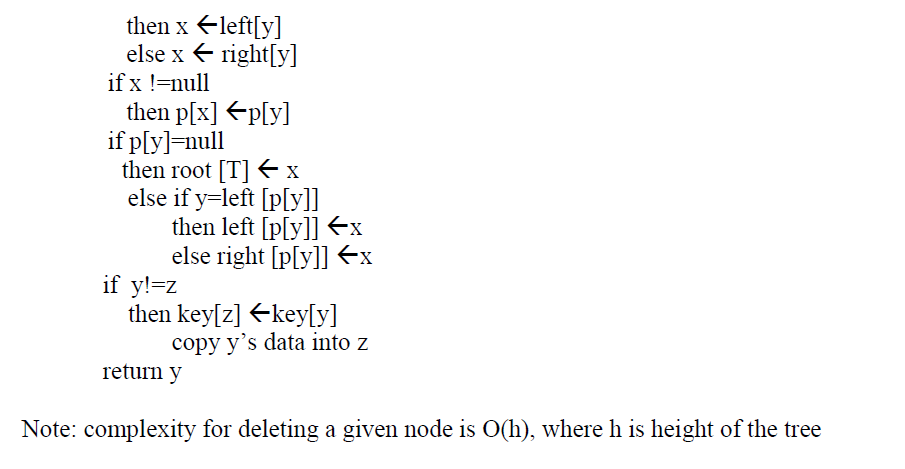 then x ←left[y]
else x ← right[y]
if x !=null
then p[x] ←p[y]
if p[y]=null
then root [T] ← x
else if y=left [p[y]]
then left [p[y]] ←x
else right [p[y]] ←x
if y!=z
then key[z] ←key[y]
copy y’s data into z
return y
Note: complexity for deleting a given node is O(h), where h is height of the tree